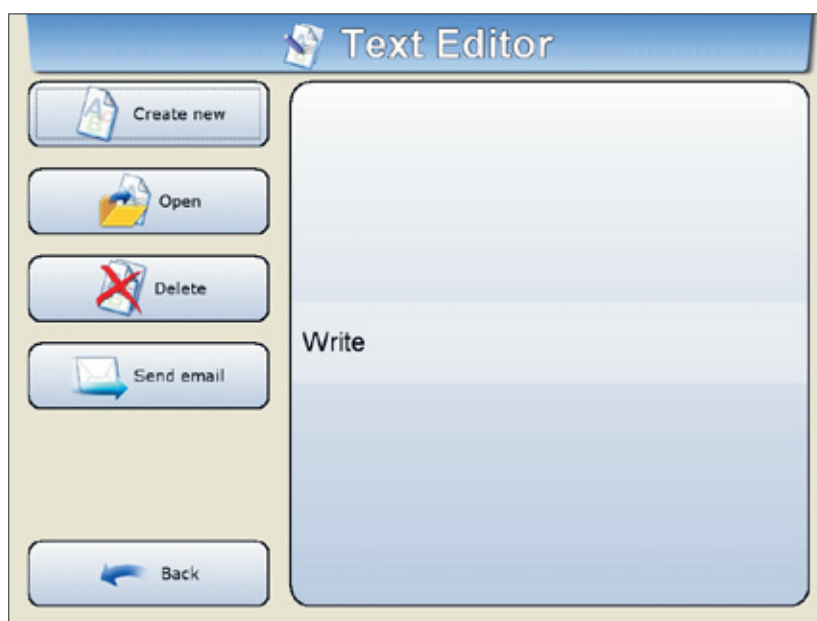 Text Editor
Create new
Open
Delete
Send email
Write
Back